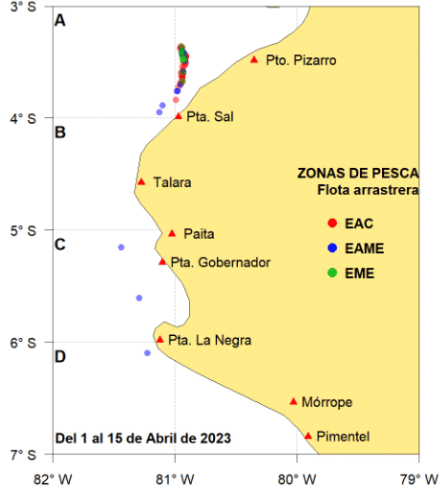 3° S
A
Pto. Pizarro
4° S
Pta. Sal
B
Talara
ZONAS DE PESCA
Flota arrastrera
EAC
EAME
EME
5° S
Paita
C
Pta. Gobernador
6° S
Pta. La Negra
D
Mórrope
Pimentel
Del 1 al 15 de Abril de 2023
7° S
82° W
81° W
80° W
79° W